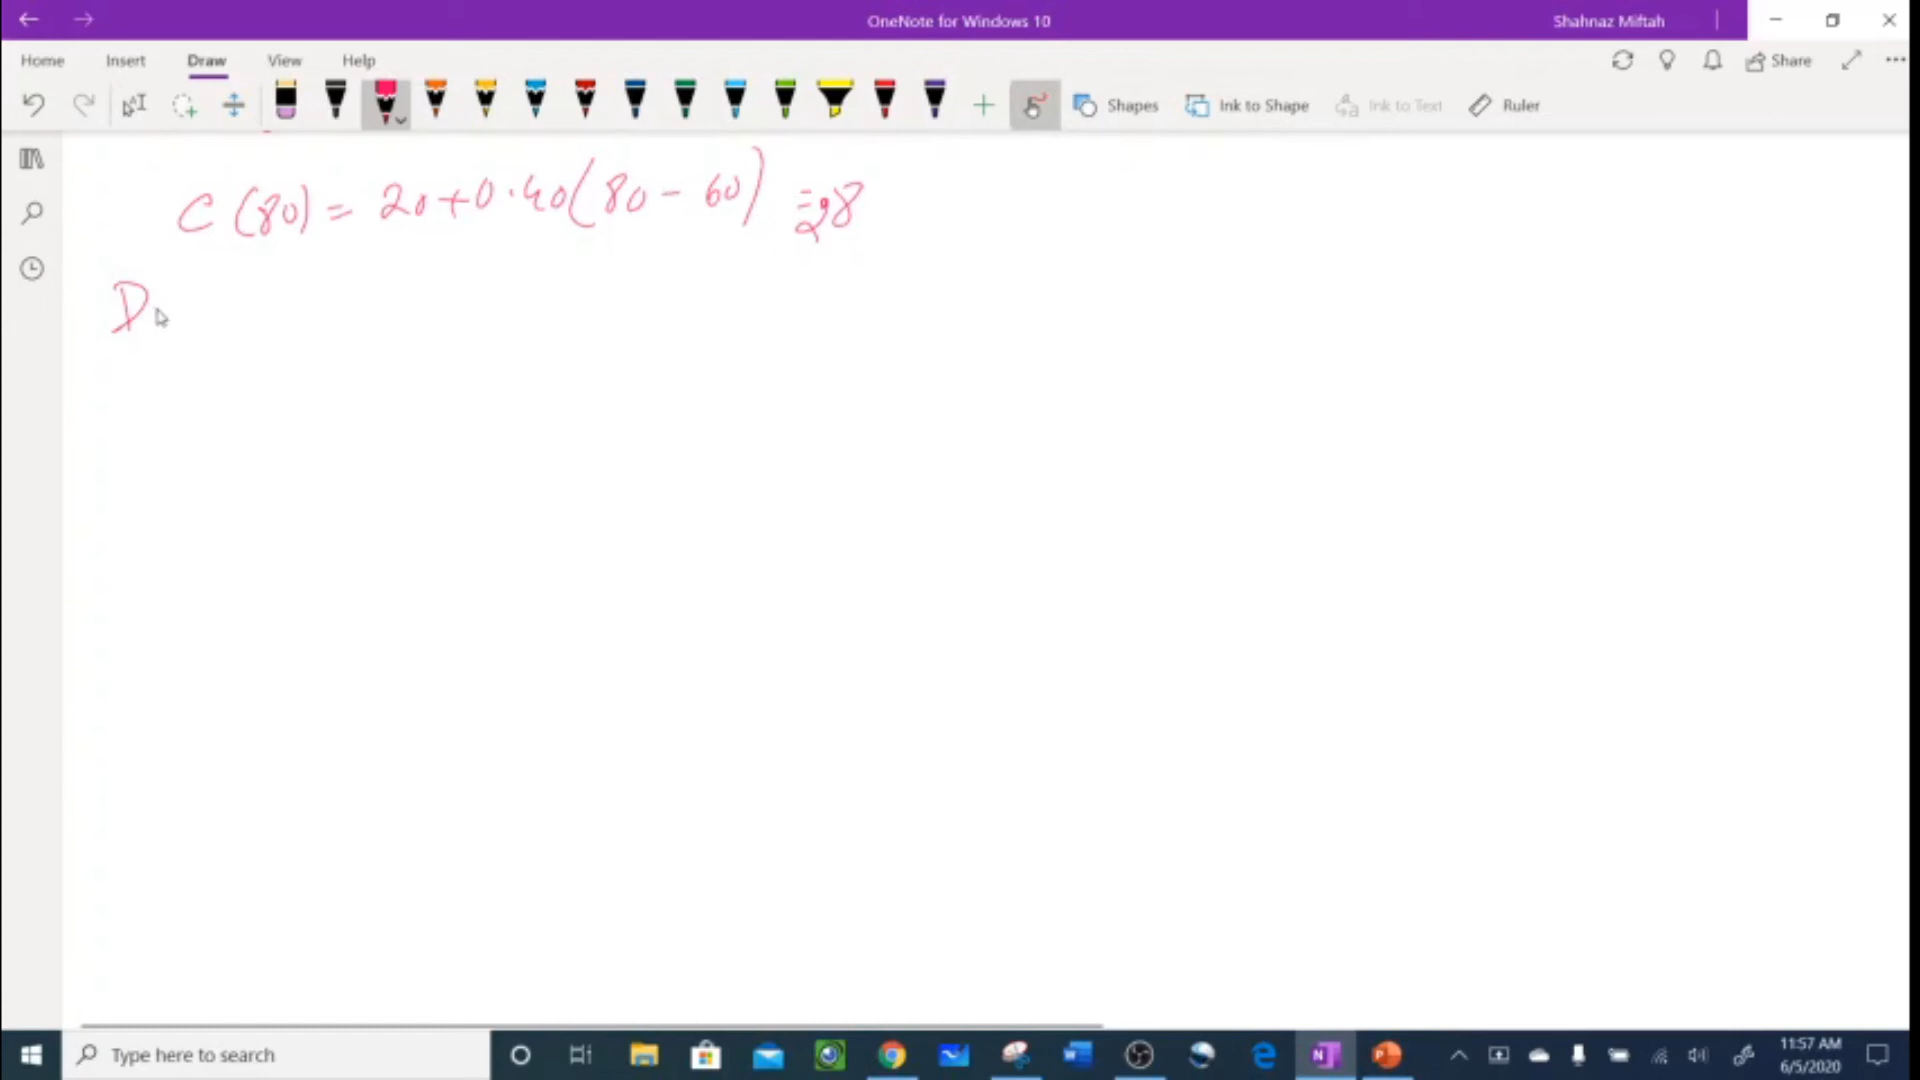 OneNote for Windows 10
Shahnaz Miftah
Home Insert Draw View Help
Share
Shapes Ink to Shape Ink to Text Ruler
C (80) = 20+0.40(80-60) =28
D
Type here to search
11:57 AM
6/5/2020